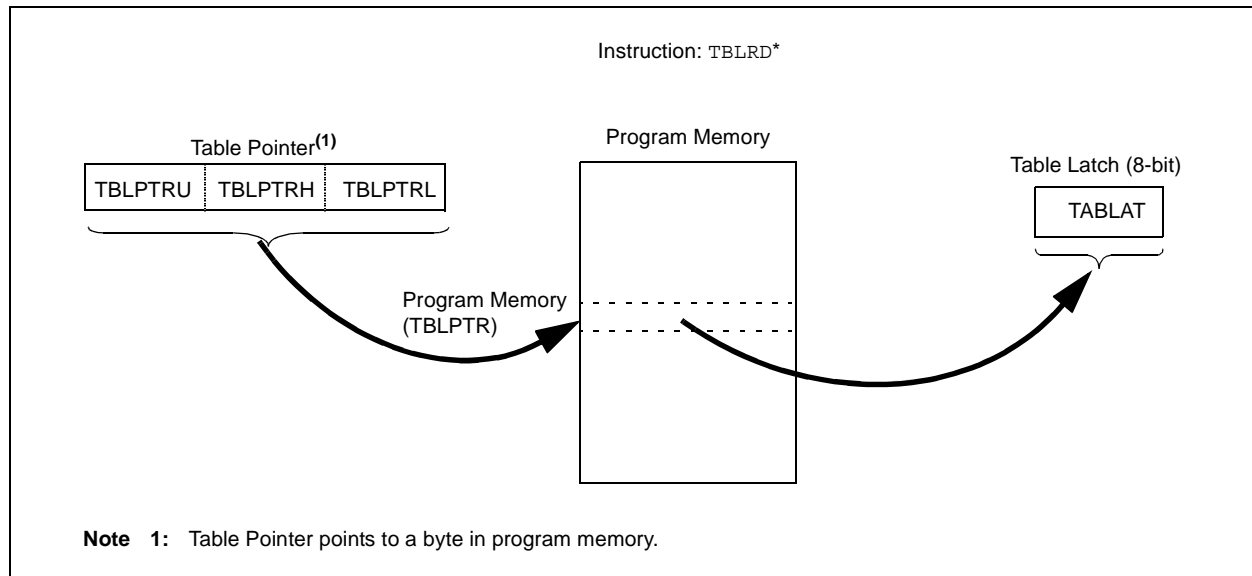 Instruction: TBLRD*
Table Pointer(1)
Program Memory
Table Latch (8-bit)
TBLPTRU TBLPTRH TBLPTRL
TABLAT
Program Memory
(TBLPTR)
Note 1: Table Pointer points to a byte in program memory.